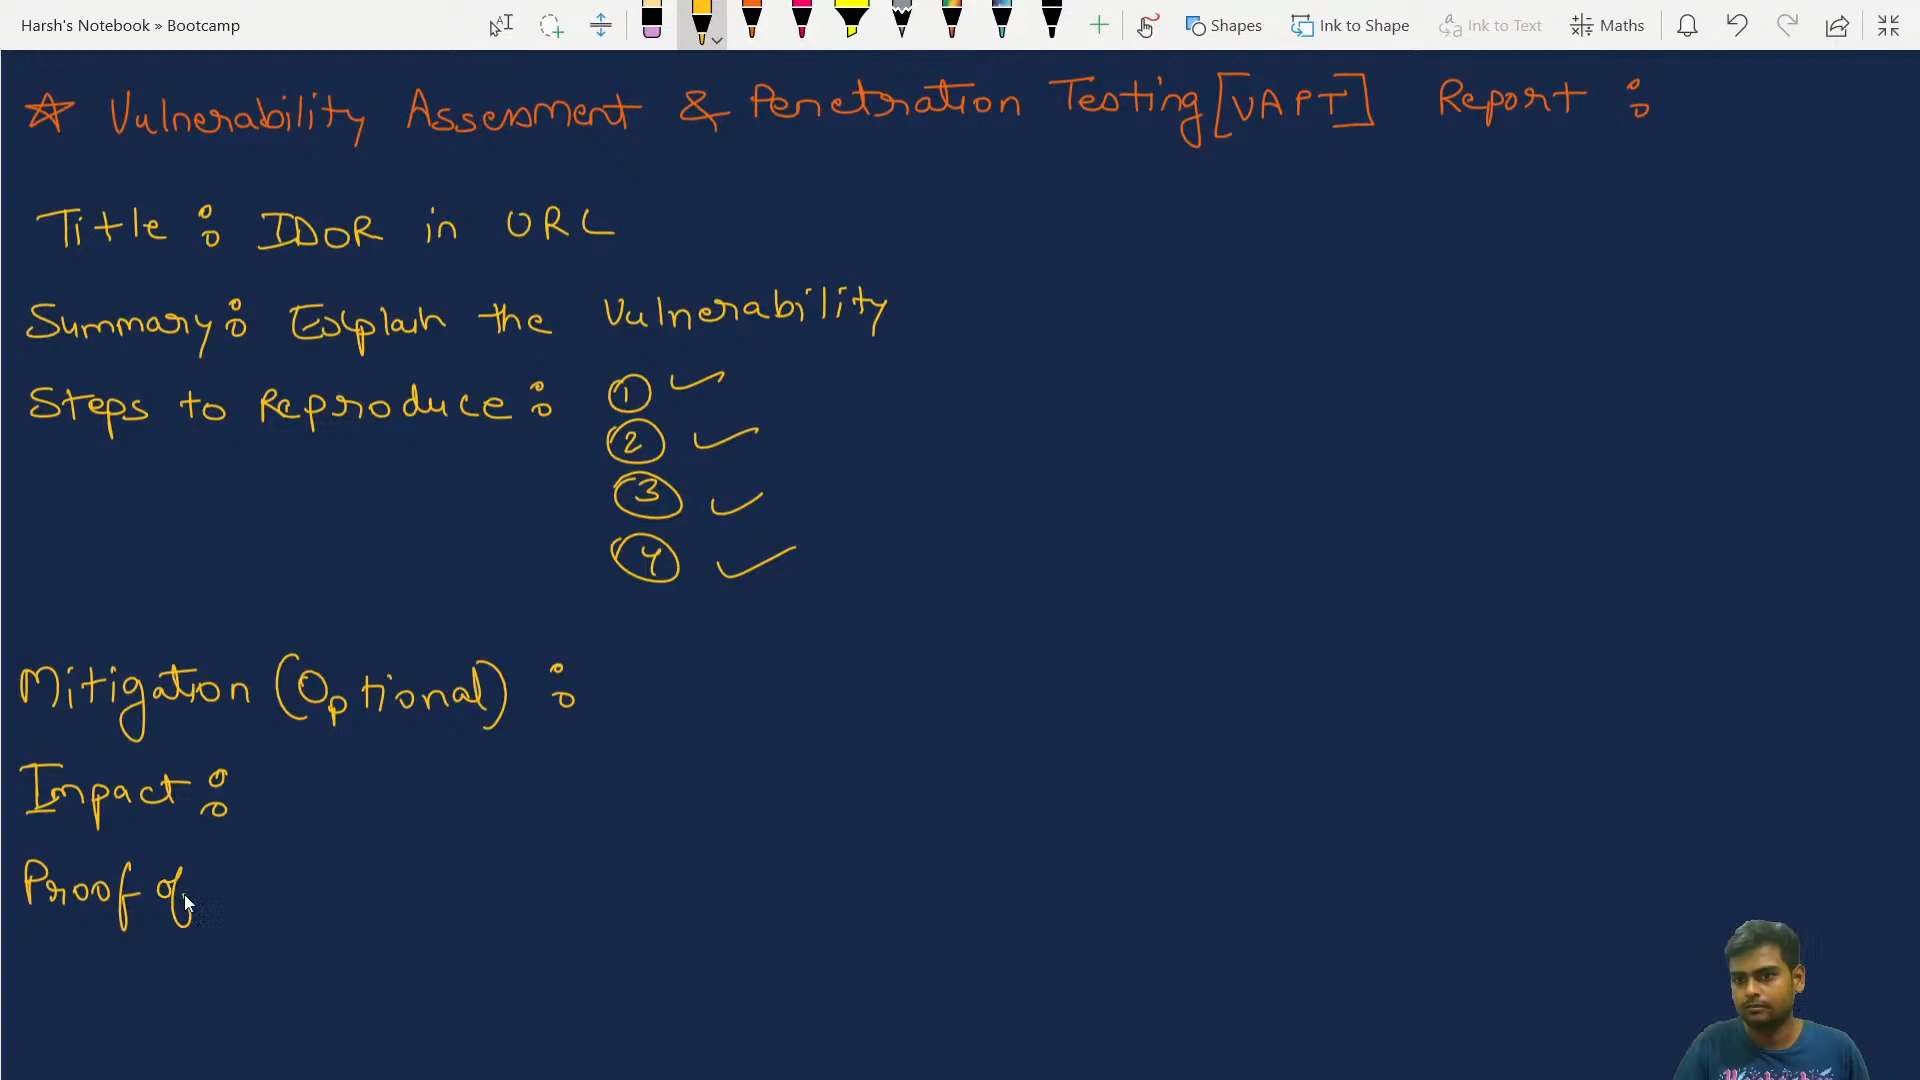 Harsh's Notebook » Bootcamp
Shapes Ink to Shape Ink to Text Maths
☆ Vulnerability Assessment & Penetration Testing [VAPT] Report :
Title : IDOR in URL
Summary : Explain the Vulnerability
Steps to Reproduce : ① ✓
② ✓
③ ✓
④ ✓
Mitigation (Optional) :
Impact :
Proof of